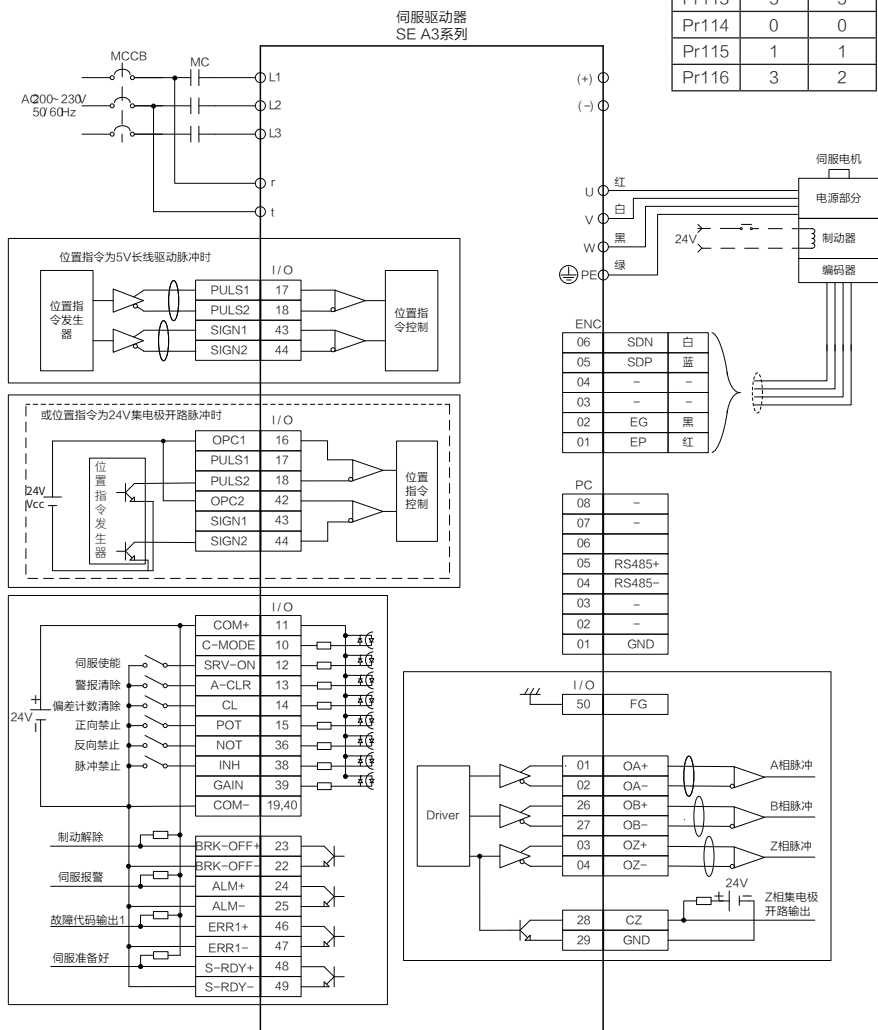 伺服驱动器
SE A3系列
Pr114 0 0
Pr115 1 1
Pr116 3 2
MCCB
MC
AC200~230V
50/60Hz
L1
L2
L3
r
t
(+)
(-)
U
V
W
PE
红
白
黑
绿
伺服电机
电源部分
制动器
编码器
24V
位置指令为5V长线驱动脉冲时
I/O
位置指
令发生
器
PULS1 17
PULS2 18
SIGN1 43
SIGN2 44
位置指
令控制
ENC
06 SDN 白
05 SDP 蓝
04 - -
03 - -
02 EG 黑
01 EP 红
或位置指令为24V集电极开路脉冲时
I/O
24V
Vcc
位
置
指
令
发
生
器
OPC1 16
PULS1 17
PULS2 18
OPC2 42
SIGN1 43
SIGN2 44
位置
指令
控制
PC
08 -
07 -
06
05 RS485+
04 RS485-
03 -
02 -
01 GND
I/O
COM+ 11
C-MODE 10
伺服使能 SRV-ON 12
警报清除 A-CLR 13
偏差计数清除 CL 14
正向禁止 POT 15
反向禁止 NOT 36
脉冲禁止 INH 38
GAIN 39
COM- 19,40
+
24V
制动解除
BRK-OFF+ 23
BRK-OFF- 22
伺服报警
ALM+ 24
ALM- 25
故障代码输出1
ERR1+ 46
ERR1- 47
伺服准备好
S-RDY+ 48
S-RDY- 49
I/O
50 FG
Driver
01 OA+
02 OA-
A相脉冲
26 OB+
27 OB-
B相脉冲
03 OZ+
04 OZ-
Z相脉冲
24V
+ -
Z相集电极
开路输出
28 CZ
29 GND